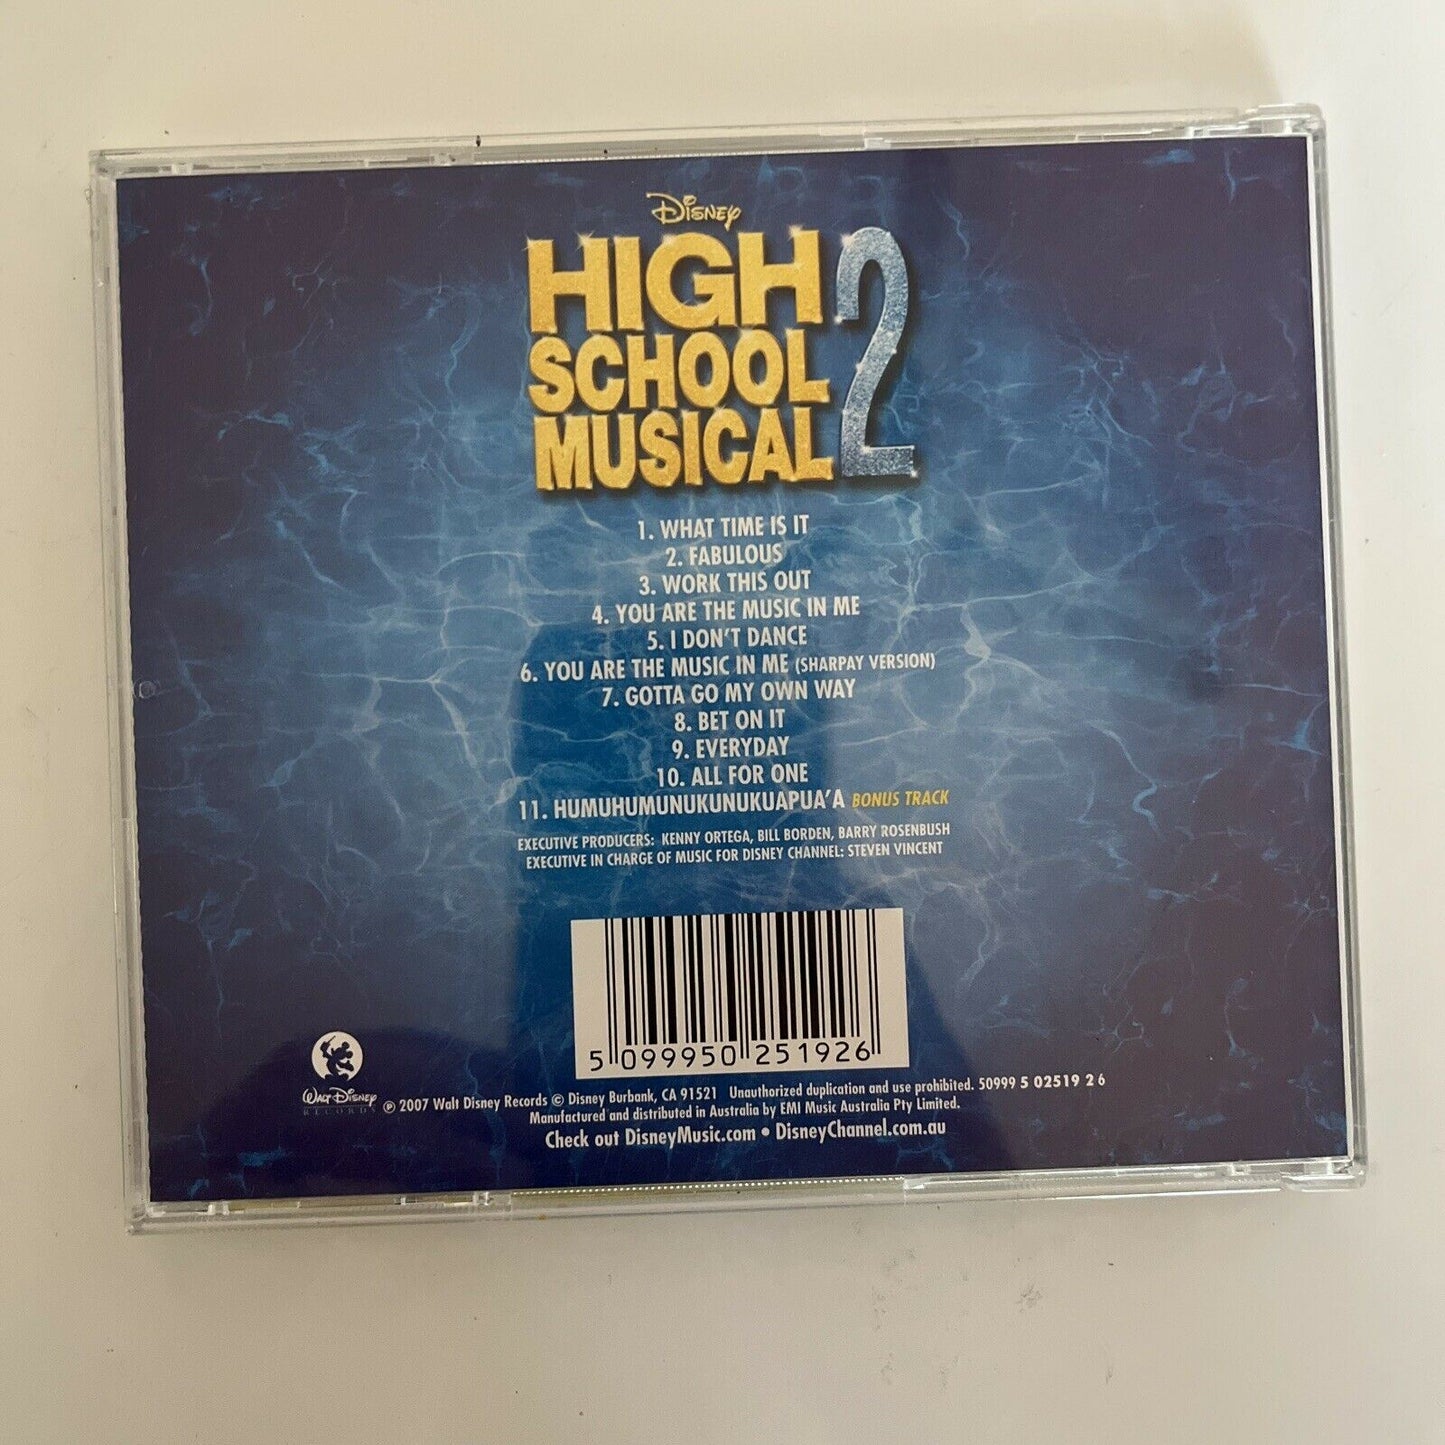 Disney
HIGH
SCHOOL
MUSICAL 2
1. WHAT TIME IS IT
2. FABULOUS
3. WORK THIS OUT
4. YOU ARE THE MUSIC IN ME
5. I DON'T DANCE
6. YOU ARE THE MUSIC IN ME (SHARPAY VERSION)
7. GOTTA GO MY OWN WAY
8. BET ON IT
9. EVERYDAY
10. ALL FOR ONE
11. HUMUHUMUNUKUNUKUAPUA'A BONUS TRACK
EXECUTIVE PRODUCERS: KENNY ORTEGA, BILL BORDEN, BARRY ROSENBUSH
EXECUTIVE IN CHARGE OF MUSIC FOR DISNEY CHANNEL: STEVEN VINCENT
5 099950 251926
WALT DISNEY
RECORDS
℗ 2007 Walt Disney Records © Disney Burbank, CA 91521 Unauthorized duplication and use prohibited. 50999 5 02519 2 6
Manufactured and distributed in Australia by EMI Music Australia Pty Limited.
Check out DisneyMusic.com • DisneyChannel.com.au